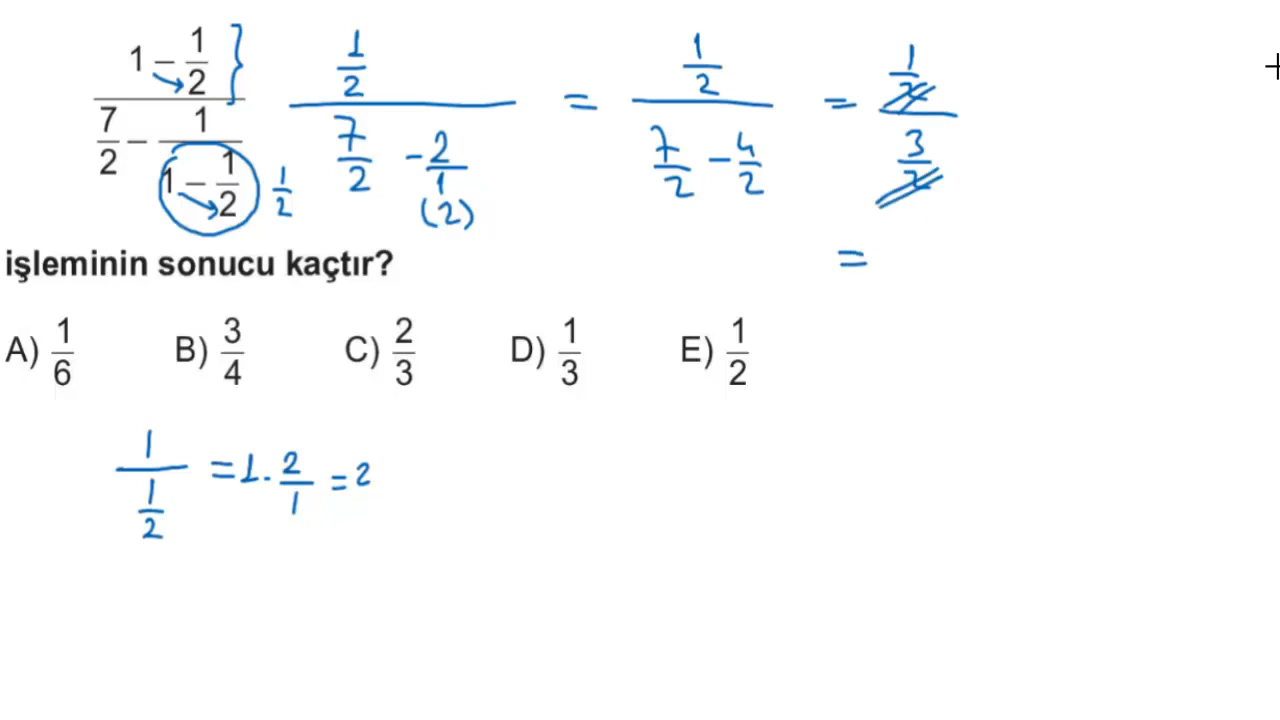 (1 - 1/2) / (7/2 - 1/(1 - 1/2)) 1/2 (1/2) / (7/2 - 2/1 (2)) = (1/2) / (7/2 - 4/2) = (1/2) / (3/2)
işleminin sonucu kaçtır? =
A) 1/6 B) 3/4 C) 2/3 D) 1/3 E) 1/2
1/(1/2) = 1 . 2/1 = 2